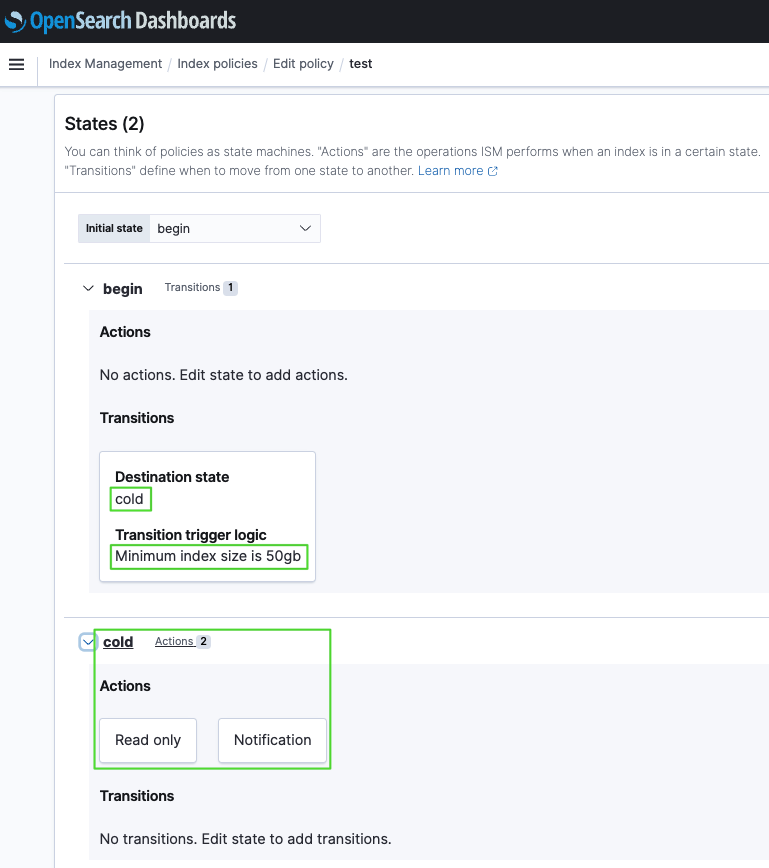 OpenSearch Dashboards
Index Management / Index policies / Edit policy / test
States (2)
You can think of policies as state machines. "Actions" are the operations ISM performs when an index is in a certain state.
"Transitions" define when to move from one state to another. Learn more
Initial state begin
begin Transitions 1
Actions
No actions. Edit state to add actions.
Transitions
Destination state
cold
Transition trigger logic
Minimum index size is 50gb
cold Actions 2
Actions
Read only Notification
Transitions
No transitions. Edit state to add transitions.